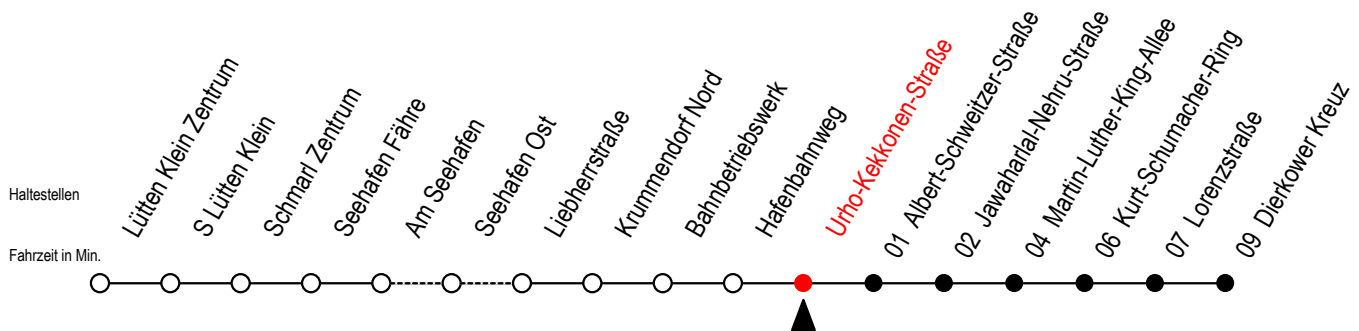 Haltestellen
Fahrzeit in Min.
Lütten Klein Zentrum
S Lütten Klein
Schmarl Zentrum
Seehafen Fähre
Am Seehafen
Seehafen Ost
Liebherrstraße
Krummendorf Nord
Bahnbetriebswerk
Hafenbahnweg
Urho-Kekkonen-Straße
01 Albert-Schweitzer-Straße
02 Jawaharlal-Nehru-Straße
04 Martin-Luther-King-Allee
06 Kurt-Schumacher-Ring
07 Lorenzstraße
09 Dierkower Kreuz